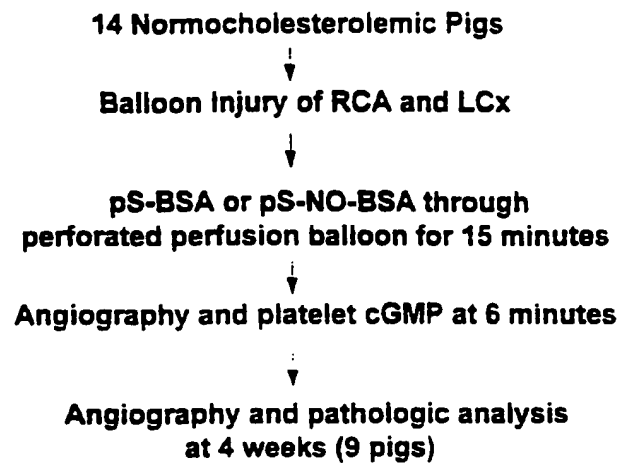 14 Normocholesterolemic Pigs
Balloon Injury of RCA and LCx
pS-BSA or pS-NO-BSA through
perforated perfusion balloon for 15 minutes
Angiography and platelet cGMP at 6 minutes
Angiography and pathologic analysis
at 4 weeks (9 pigs)